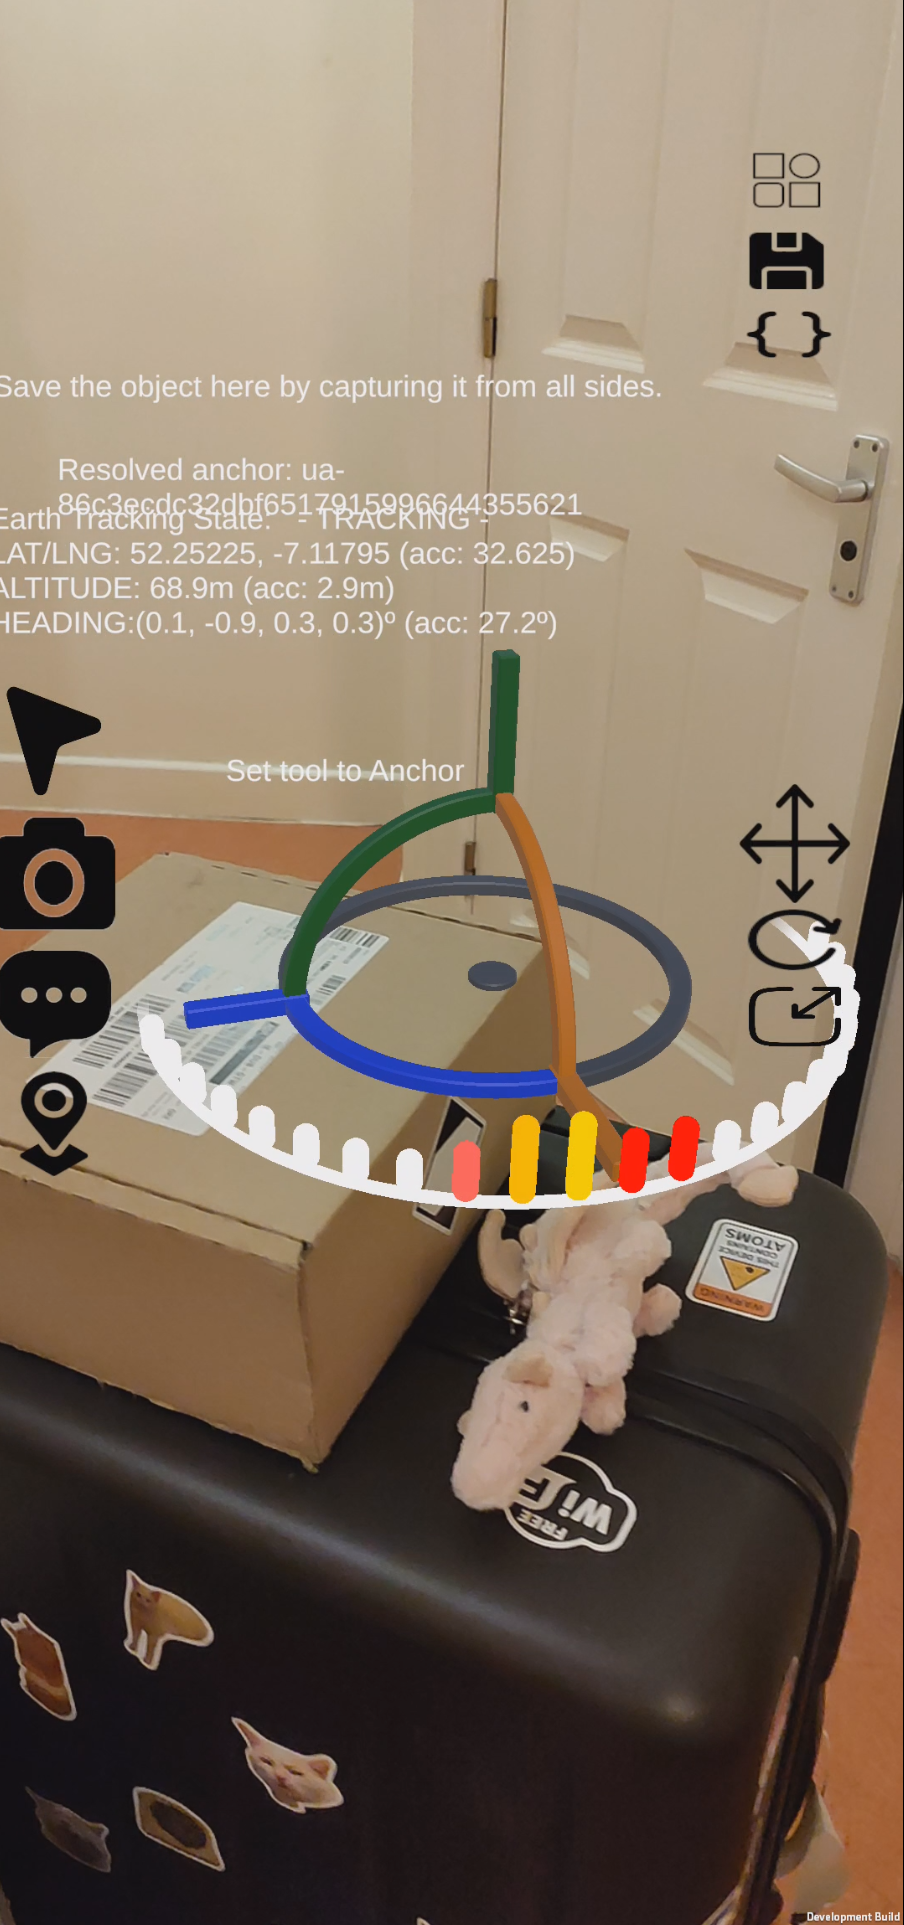 Save the object here by capturing it from all sides.
Resolved anchor: ua-
86c3ecdc32dbf6517915996644355621
Earth Tracking State: - TRACKING -
LAT/LNG: 52.25225, -7.11795 (acc: 32.625)
ALTITUDE: 68.9m (acc: 2.9m)
HEADING:(0.1, -0.9, 0.3, 0.3)º (acc: 27.2º)
Set tool to Anchor
WARNING
THIS DEVICE
CONTAINS
ATOMS
FREE
Wi
Development Build